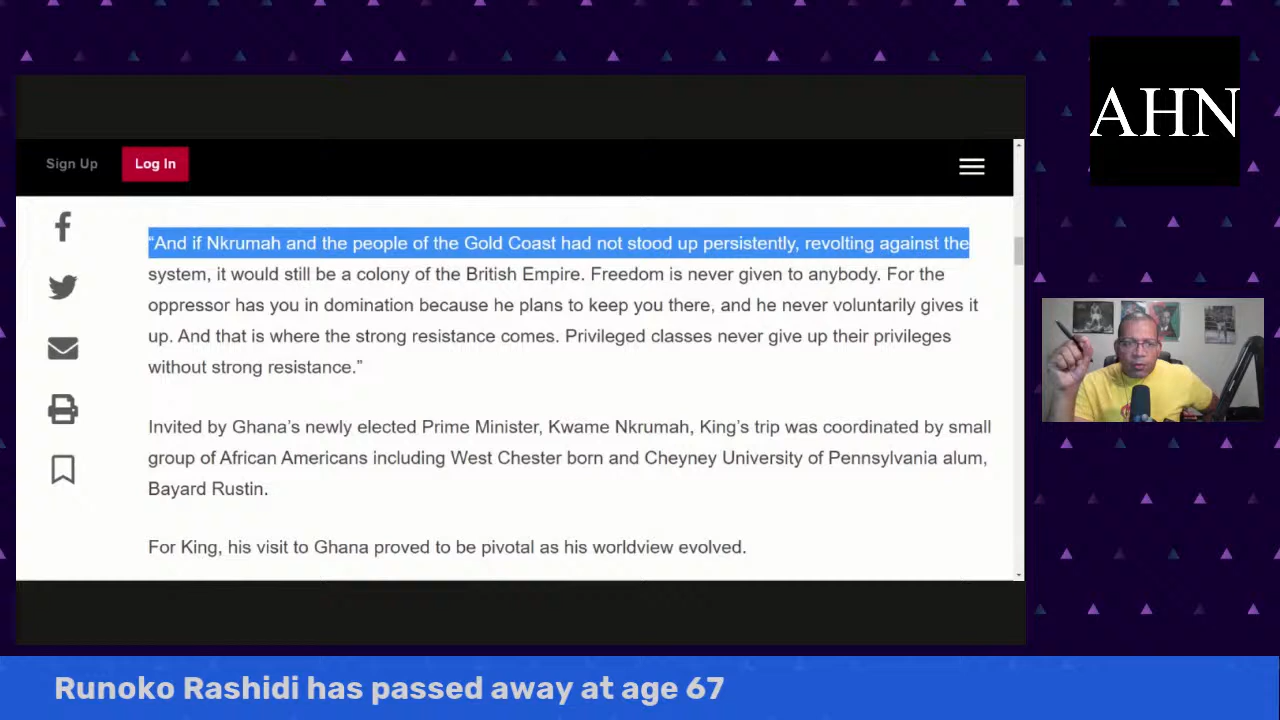 AHN
Sign Up
Log In
“And if Nkrumah and the people of the Gold Coast had not stood up persistently, revolting against the
system, it would still be a colony of the British Empire. Freedom is never given to anybody. For the
oppressor has you in domination because he plans to keep you there, and he never voluntarily gives it
up. And that is where the strong resistance comes. Privileged classes never give up their privileges
without strong resistance.”
Invited by Ghana’s newly elected Prime Minister, Kwame Nkrumah, King’s trip was coordinated by small
group of African Americans including West Chester born and Cheyney University of Pennsylvania alum,
Bayard Rustin.
For King, his visit to Ghana proved to be pivotal as his worldview evolved.
Runoko Rashidi has passed away at age 67